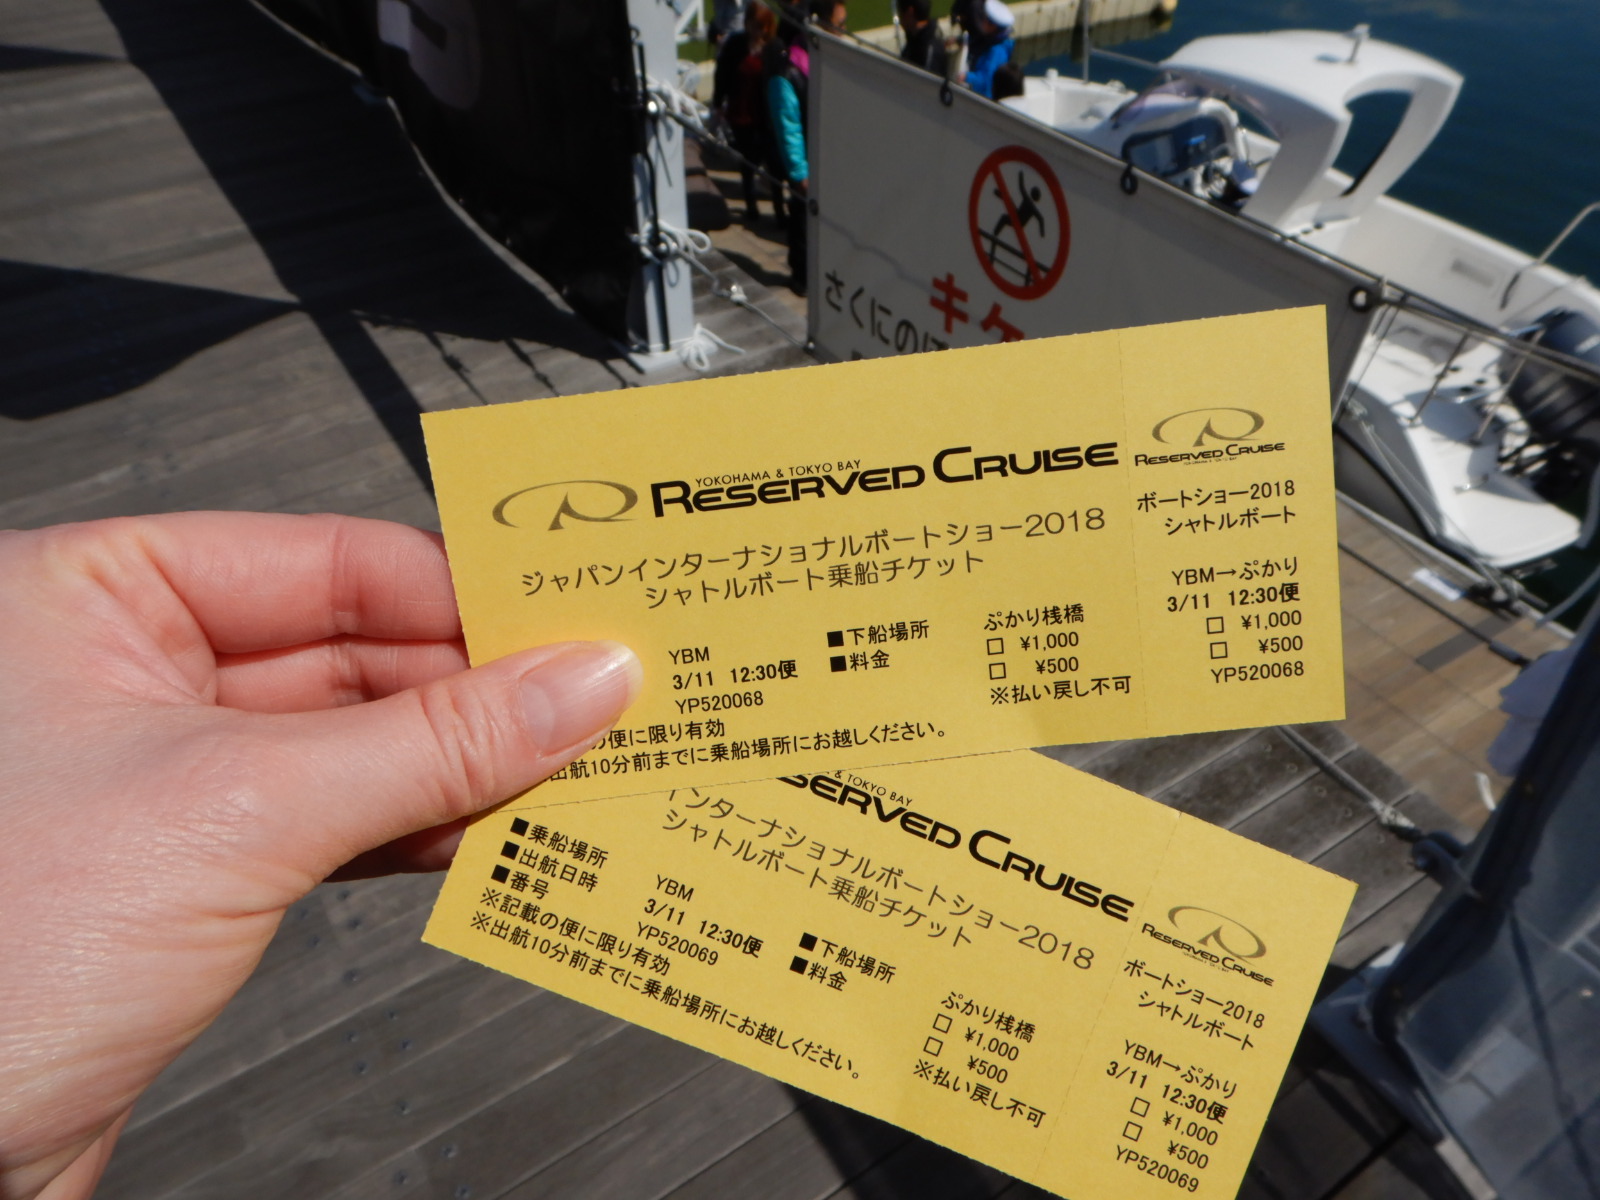 キケ
さくにのぼ
YOKOHAMA & TOKYO BAY
RESERVED CRUISE
ジャパンインターナショナルボートショー2018
シャトルボート乗船チケット
YBM
3/11 12:30便
YP520068
■下船場所 ぷかり桟橋
■料金 □ ¥1,000
□ ¥500
※払い戻し不可
の便に限り有効
出航10分前までに乗船場所にお越しください。
RESERVED CRUISE
ボートショー2018
シャトルボート
YBM→ぷかり
3/11 12:30便
□ ¥1,000
□ ¥500
YP520068
& TOKYO BAY
SERVED CRUISE
インターナショナルボートショー2018
シャトルボート乗船チケット
■乗船場所 YBM
■出航日時 3/11 12:30便
■番号 YP520069
※記載の便に限り有効
※出航10分前までに乗船場所にお越しください。
■下船場所 ぷかり桟橋
■料金 □ ¥1,000
□ ¥500
※払い戻し不可
RESERVED CRUISE
ボートショー2018
シャトルボート
YBM→ぷかり
3/11 12:30便
□ ¥1,000
□ ¥500
YP520069